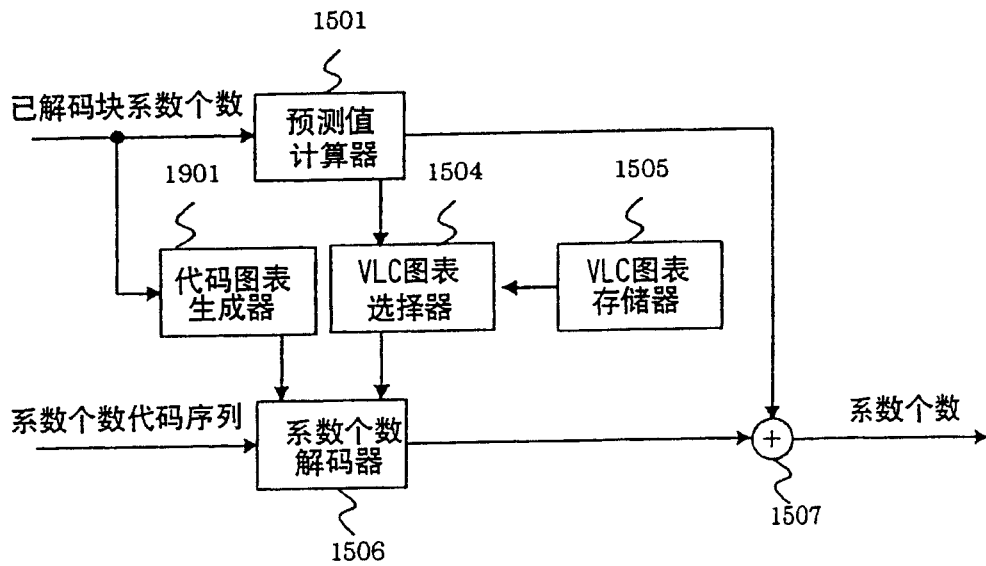 1501
已解码块系数个数
预测值
计算器
1901
1504
1505
代码图表
生成器
VLC图表
选择器
VLC图表
存储器
系数个数代码序列
系数个数
解码器
系数个数
+
1507
1506